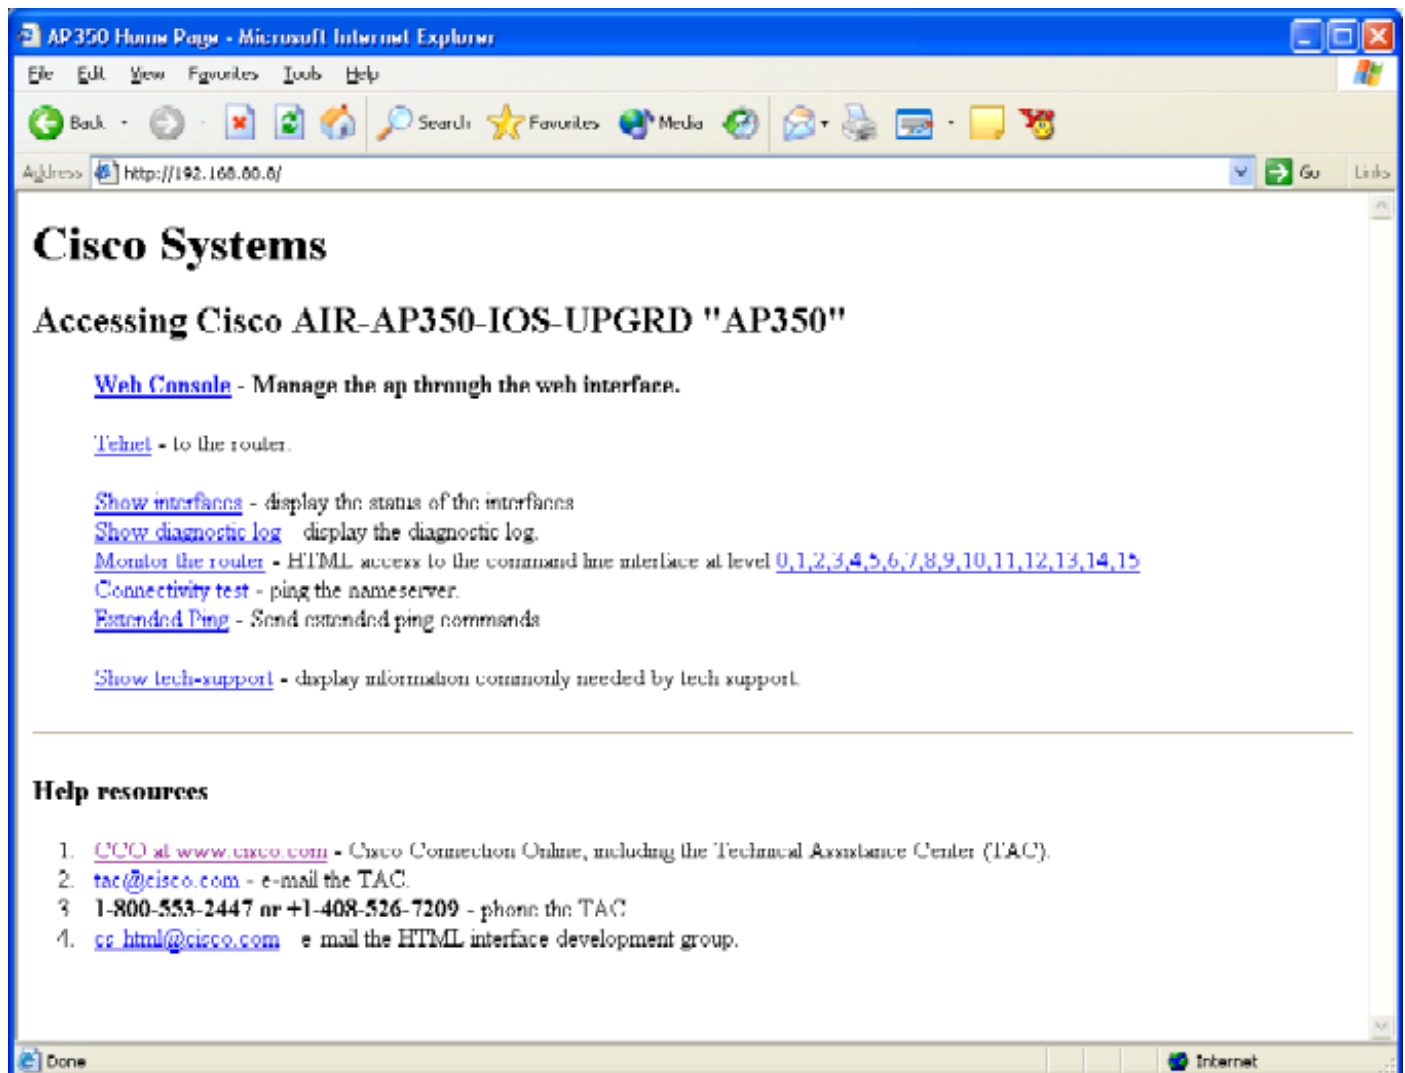 AP350 Home Page - Microsoft Internet Explorer
File Edit View Favorites Tools Help
Back Search Favorites Media
Address http://192.168.80.8/ Go Links
Cisco Systems
Accessing Cisco AIR-AP350-IOS-UPGRD "AP350"
Web Console - Manage the ap through the web interface.
Telnet - to the router.
Show interfaces - display the status of the interfaces
Show diagnostic log display the diagnostic log.
Monitor the router - HTML access to the command line interface at level 0,1,2,3,4,5,6,7,8,9,10,11,12,13,14,15
Connectivity test - ping the nameserver.
Extended Ping - Send extended ping commands
Show tech-support - display information commonly needed by tech support.
Help resources
1. CCO at www.cisco.com - Cisco Connection Online, including the Technical Assistance Center (TAC).
2. tac@cisco.com - e-mail the TAC.
3 1-800-553-2447 or +1-408-526-7209 - phone the TAC
4. cs html@cisco.com e mail the HTML interface development group.
Done Internet